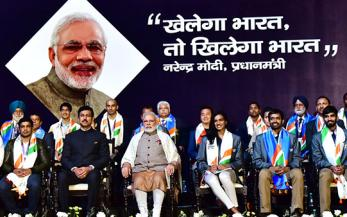 “खेलेगा भारत,
तो खिलेगा भारत”
नरेन्द्र मोदी, प्रधानमंत्री